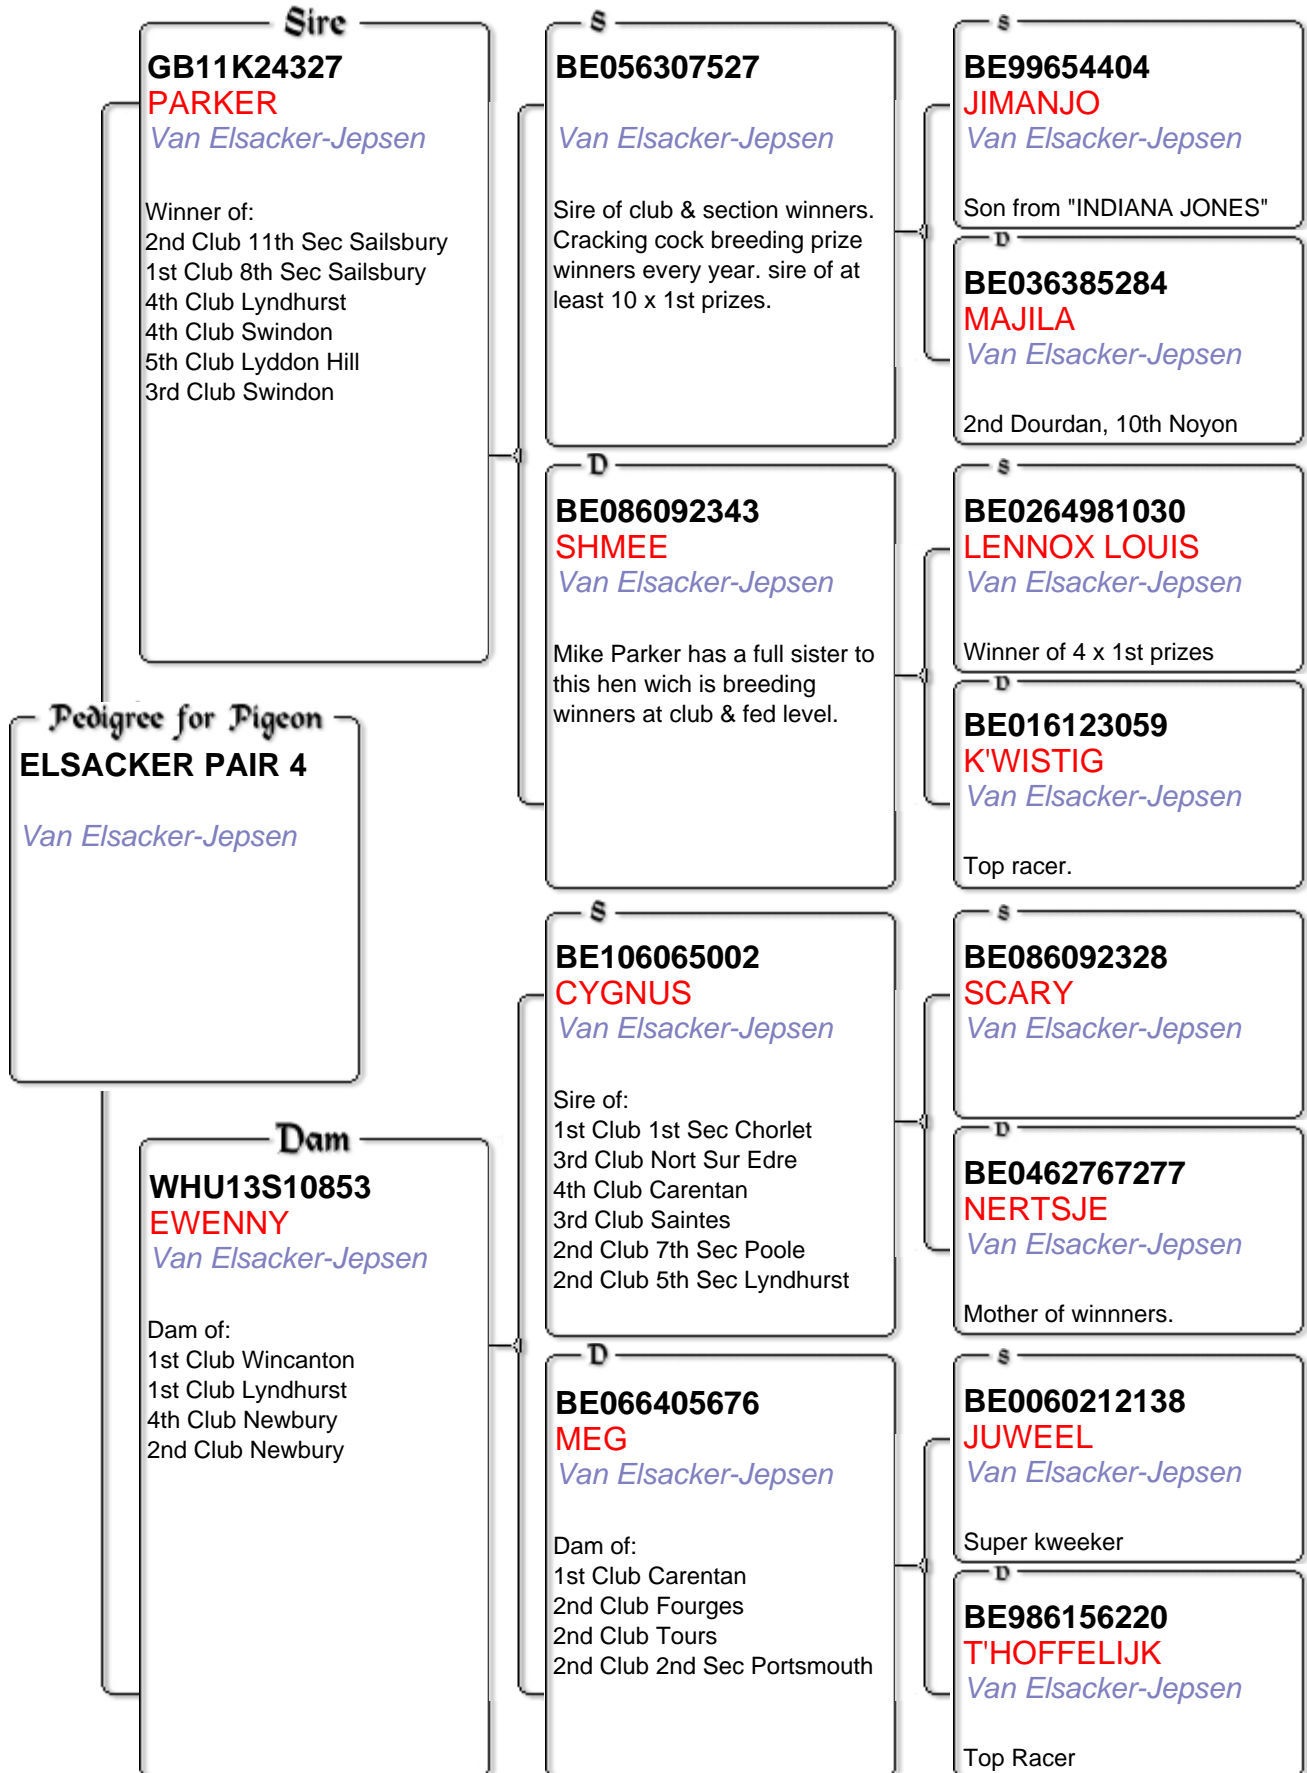 Sire
GB11K24327
PARKER
Van Elsacker-Jepsen
Winner of:
2nd Club 11th Sec Sailsbury
1st Club 8th Sec Sailsbury
4th Club Lyndhurst
4th Club Swindon
5th Club Lyddon Hill
3rd Club Swindon
Pedigree for Pigeon
ELSACKER PAIR 4
Van Elsacker-Jepsen
Dam
WHU13S10853
EWENNY
Van Elsacker-Jepsen
Dam of:
1st Club Wincanton
1st Club Lyndhurst
4th Club Newbury
2nd Club Newbury
S
BE056307527
Van Elsacker-Jepsen
Sire of club & section winners.
Cracking cock breeding prize
winners every year. sire of at
least 10 x 1st prizes.
D
BE086092343
SHMEE
Van Elsacker-Jepsen
Mike Parker has a full sister to
this hen wich is breeding
winners at club & fed level.
S
BE106065002
CYGNUS
Van Elsacker-Jepsen
Sire of:
1st Club 1st Sec Chorlet
3rd Club Nort Sur Edre
4th Club Carentan
3rd Club Saintes
2nd Club 7th Sec Poole
2nd Club 5th Sec Lyndhurst
D
BE066405676
MEG
Van Elsacker-Jepsen
Dam of:
1st Club Carentan
2nd Club Fourges
2nd Club Tours
2nd Club 2nd Sec Portsmouth
S
BE99654404
JIMANJO
Van Elsacker-Jepsen
Son from "INDIANA JONES"
D
BE036385284
MAJILA
Van Elsacker-Jepsen
2nd Dourdan, 10th Noyon
S
BE0264981030
LENNOX LOUIS
Van Elsacker-Jepsen
Winner of 4 x 1st prizes
D
BE016123059
K'WISTIG
Van Elsacker-Jepsen
Top racer.
S
BE086092328
SCARY
Van Elsacker-Jepsen
D
BE0462767277
NERTSJE
Van Elsacker-Jepsen
Mother of winnners.
S
BE0060212138
JUWEEL
Van Elsacker-Jepsen
Super kweeker
D
BE986156220
T'HOFFELIJK
Van Elsacker-Jepsen
Top Racer